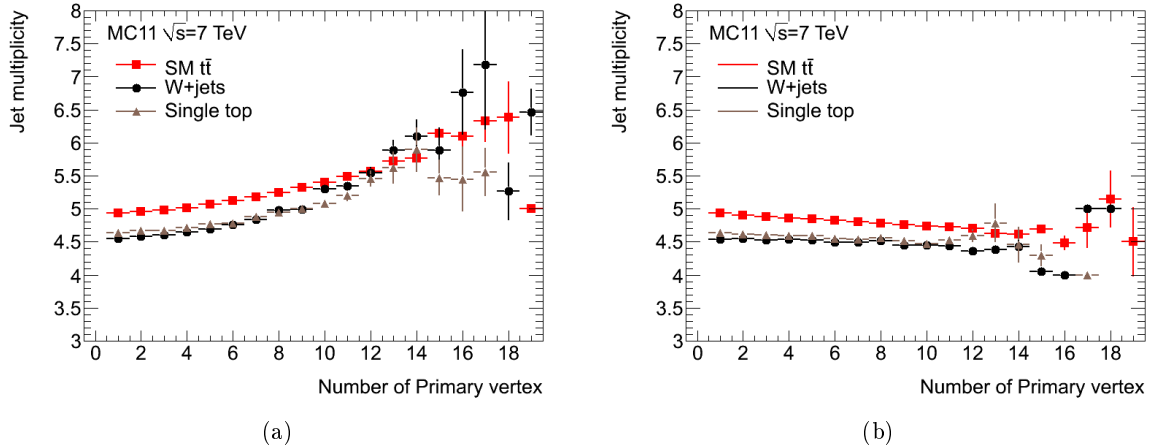 Jet multiplicity
8
7.5
7
6.5
6
5.5
5
4.5
4
3.5
3
MC11 √s=7 TeV
SM tt̄
W+jets
Single top
0 2 4 6 8 10 12 14 16 18
Number of Primary vertex
(a)
Jet multiplicity
8
7.5
7
6.5
6
5.5
5
4.5
4
3.5
3
MC11 √s=7 TeV
SM tt̄
W+jets
Single top
0 2 4 6 8 10 12 14 16 18
Number of Primary vertex
(b)